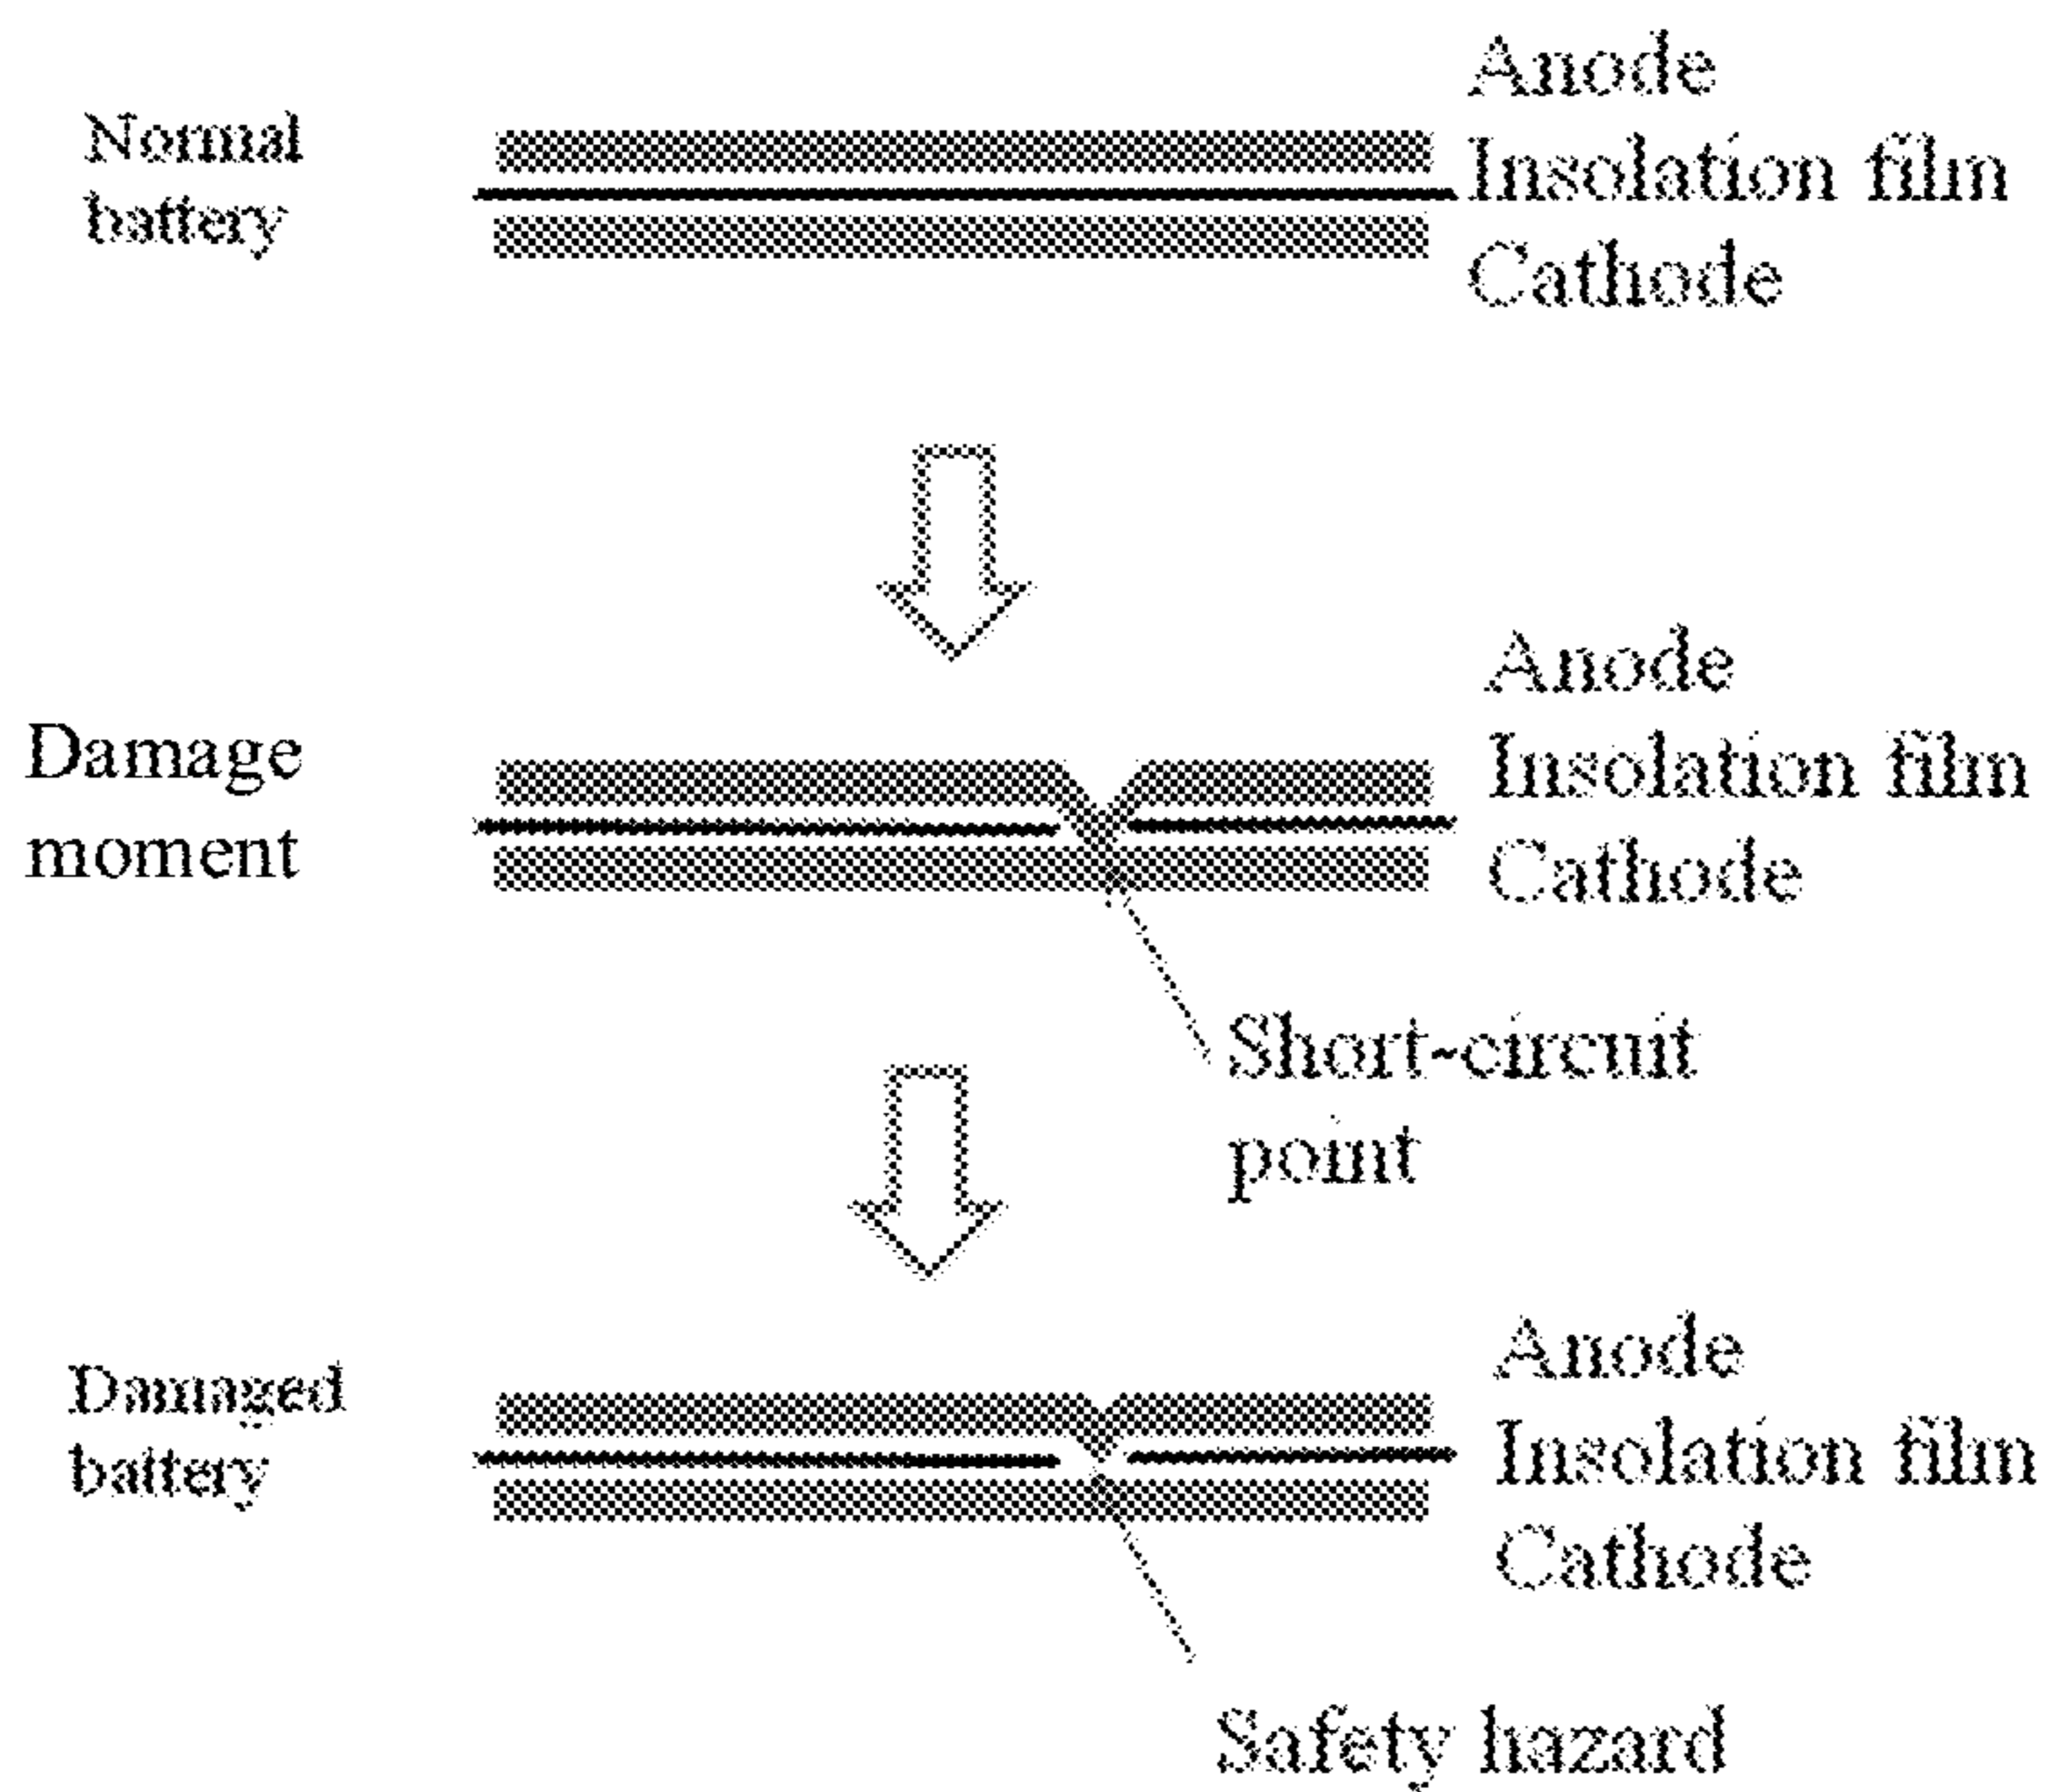 Normal
battery
Anode
Insolation film
Cathode
Damage
moment
Anode
Insolation film
Cathode
Short-circuit
point
Damaged
battery
Anode
Insolation film
Cathode
Safety hazard